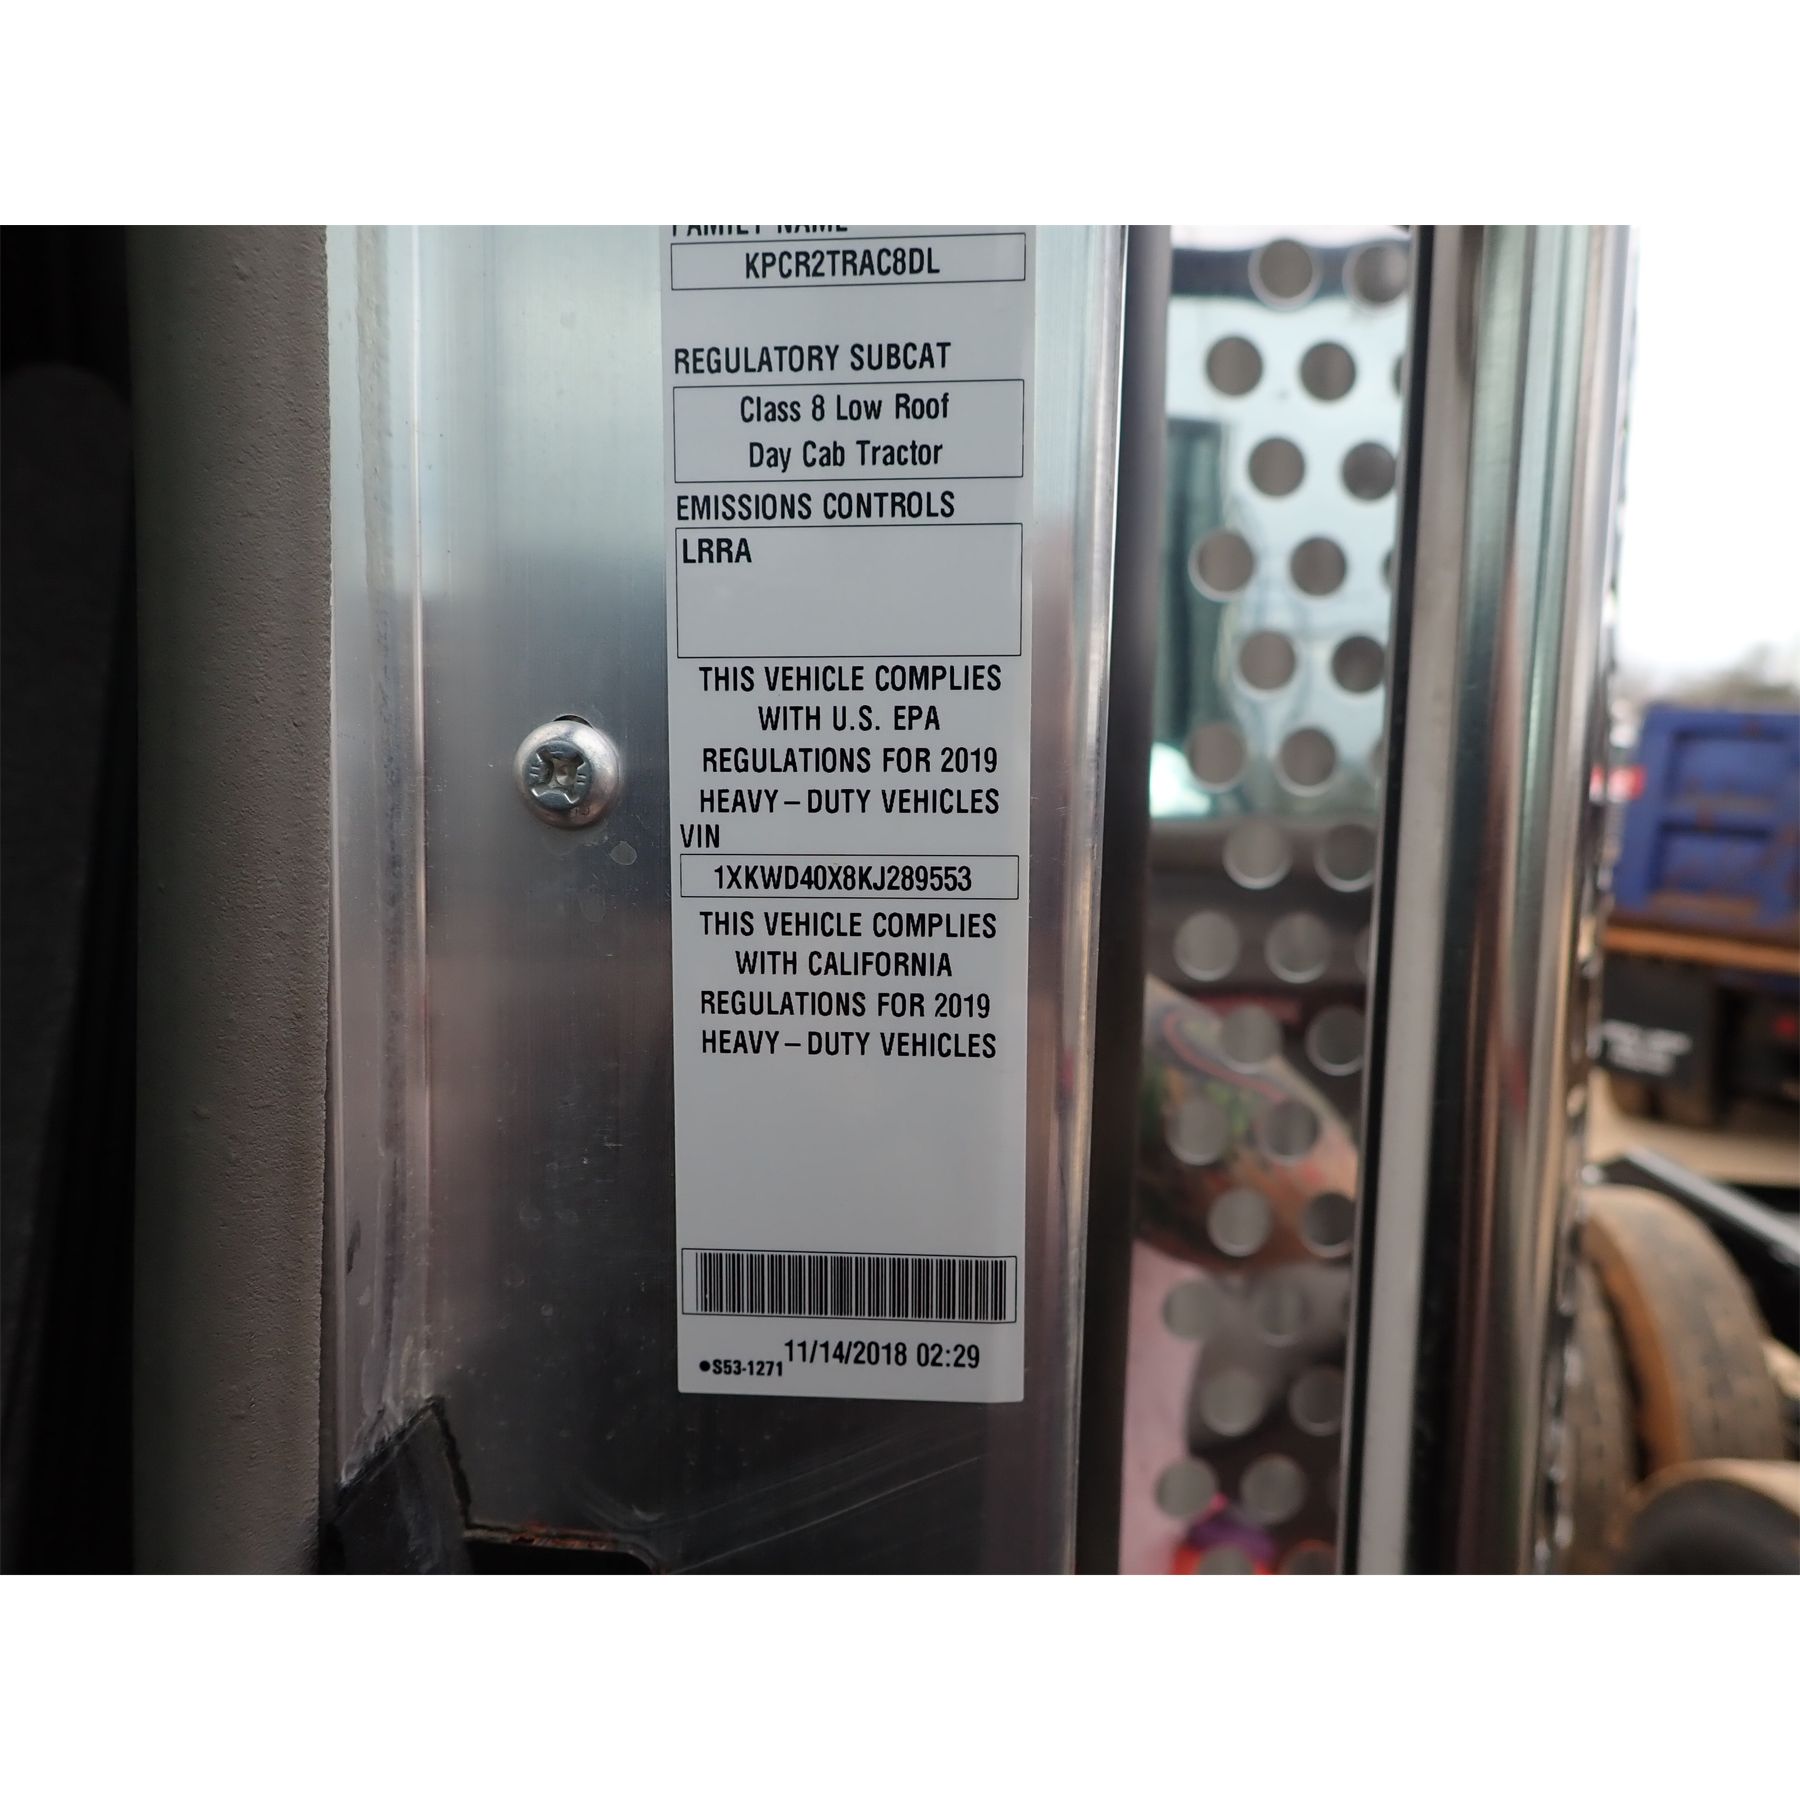 FAMILY NAME
KPCR2TRAC8DL
REGULATORY SUBCAT
Class 8 Low Roof
Day Cab Tractor
EMISSIONS CONTROLS
LRRA
THIS VEHICLE COMPLIES
WITH U.S. EPA
REGULATIONS FOR 2019
HEAVY–DUTY VEHICLES
VIN
1XKWD40X8KJ289553
THIS VEHICLE COMPLIES
WITH CALIFORNIA
REGULATIONS FOR 2019
HEAVY–DUTY VEHICLES
●S53-1271 11/14/2018 02:29